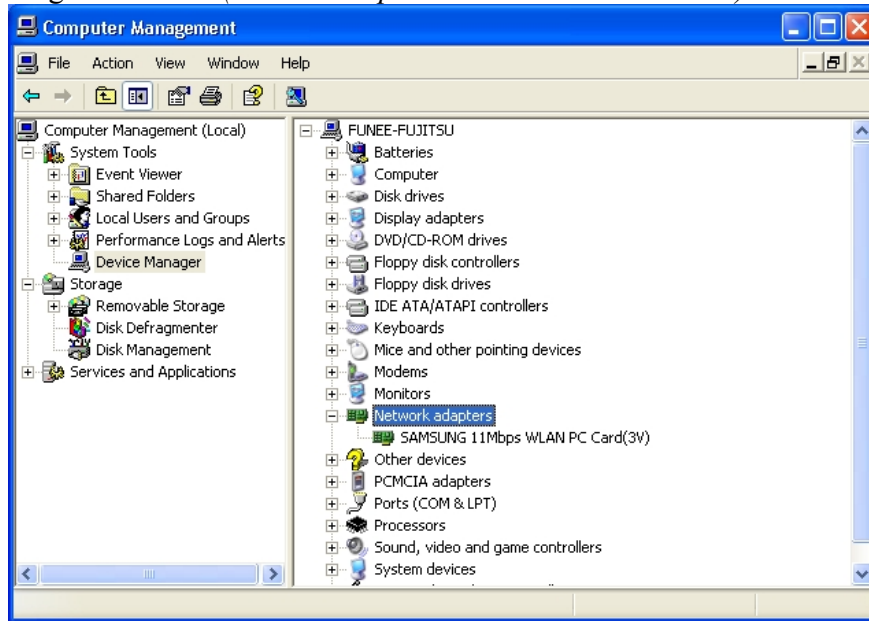 Computer Management
File Action View Window Help
Computer Management (Local)
System Tools
Event Viewer
Shared Folders
Local Users and Groups
Performance Logs and Alerts
Device Manager
Storage
Removable Storage
Disk Defragmenter
Disk Management
Services and Applications
FUNEE-FUJITSU
Batteries
Computer
Disk drives
Display adapters
DVD/CD-ROM drives
Floppy disk controllers
Floppy disk drives
IDE ATA/ATAPI controllers
Keyboards
Mice and other pointing devices
Modems
Monitors
Network adapters
SAMSUNG 11Mbps WLAN PC Card(3V)
Other devices
PCMCIA adapters
Ports (COM & LPT)
Processors
Sound, video and game controllers
System devices